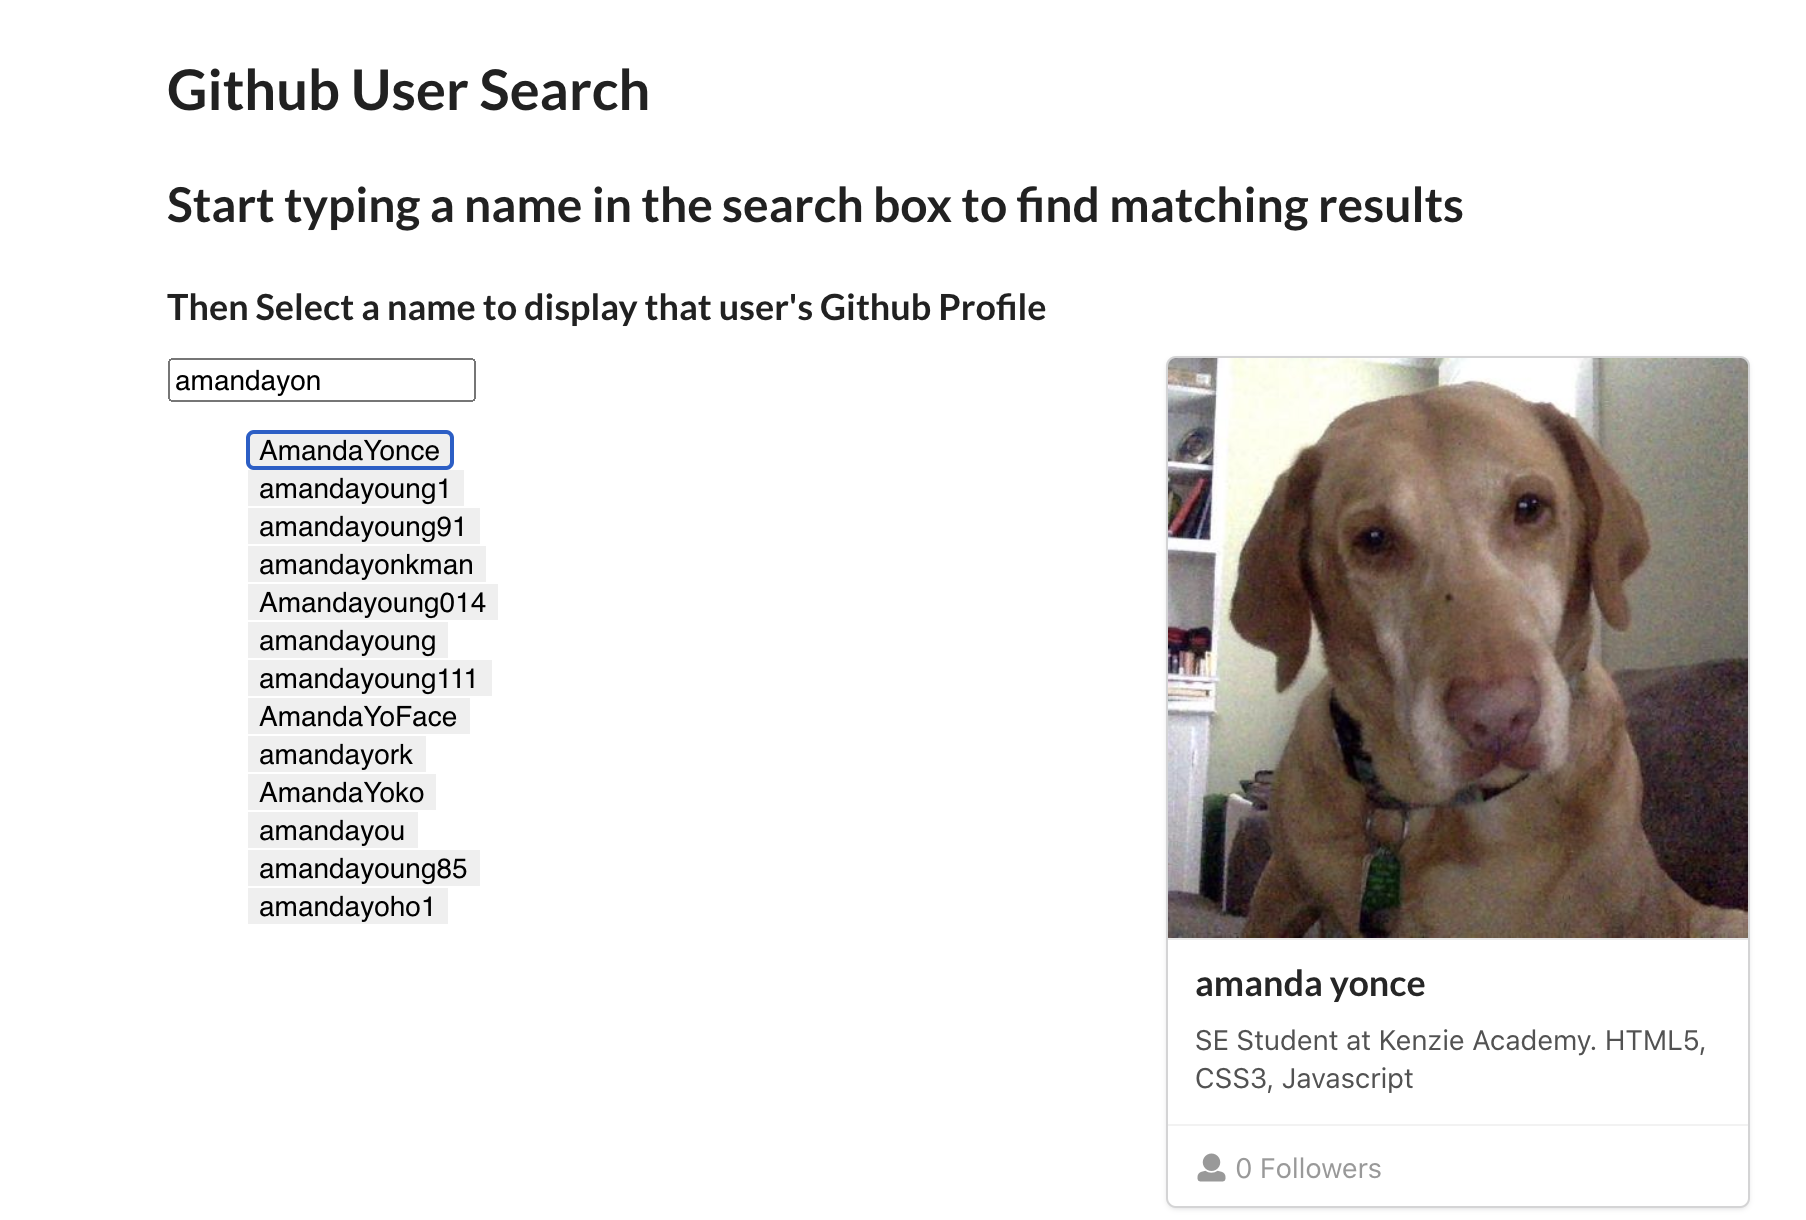 Github User Search
Start typing a name in the search box to find matching results
Then Select a name to display that user's Github Profile
amandayon
AmandaYonce
amandayoung1
amandayoung91
amandayonkman
Amandayoung014
amandayoung
amandayoung111
AmandaYoFace
amandayork
AmandaYoko
amandayou
amandayoung85
amandayoho1
amanda yonce
SE Student at Kenzie Academy. HTML5,
CSS3, Javascript
0 Followers